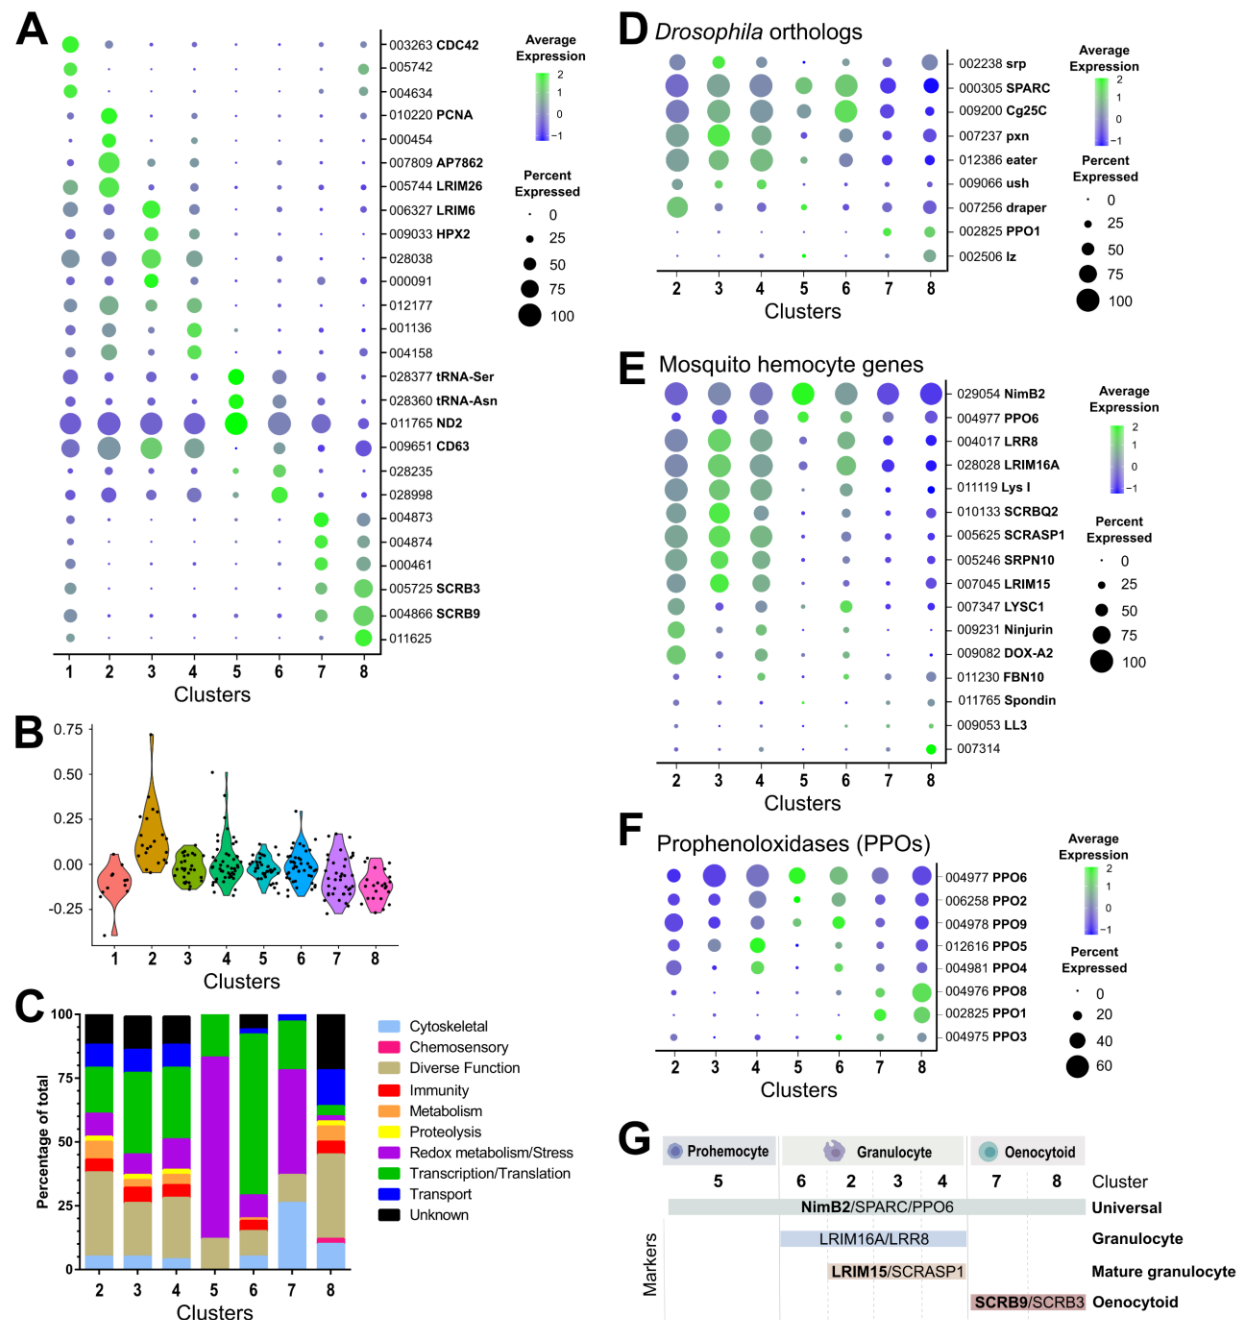 A
003263 CDC42
005742
004634
010220 PCNA
000454
007809 AP7862
005744 LRIM26
006327 LRIM6
009033 HPX2
028038
000091
012177
001136
004158
028377 tRNA-Ser
028360 tRNA-Asn
011765 ND2
009651 CD63
028235
028998
004873
004874
000461
005725 SCRB3
004866 SCRB9
011625
1 2 3 4 5 6 7 8
Clusters
Average
Expression
2
1
0
-1
Percent
Expressed
0
25
50
75
100
B
0.75
0.50
0.25
0.00
-0.25
1 2 3 4 5 6 7 8
Clusters
C
Percentage of total
100
75
50
25
0
2 3 4 5 6 7 8
Clusters
Cytoskeletal
Chemosensory
Diverse Function
Immunity
Metabolism
Proteolysis
Redox metabolism/Stress
Transcription/Translation
Transport
Unknown
D Drosophila orthologs
002238 srp
000305 SPARC
009200 Cg25C
007237 pxn
012386 eater
009066 ush
007256 draper
002825 PPO1
002506 lz
2 3 4 5 6 7 8
Clusters
Average
Expression
2
1
0
-1
Percent
Expressed
0
25
50
75
100
E Mosquito hemocyte genes
029054 NimB2
004977 PPO6
004017 LRR8
028028 LRIM16A
011119 Lys I
010133 SCRBQ2
005625 SCRASP1
005246 SRPN10
007045 LRIM15
007347 LYSC1
009231 Ninjurin
009082 DOX-A2
011230 FBN10
011765 Spondin
009053 LL3
007314
2 3 4 5 6 7 8
Clusters
Average
Expression
2
1
0
-1
Percent
Expressed
0
25
50
75
100
F Prophenoloxidases (PPOs)
004977 PPO6
006258 PPO2
004978 PPO9
012616 PPO5
004981 PPO4
004976 PPO8
002825 PPO1
004975 PPO3
2 3 4 5 6 7 8
Clusters
Average
Expression
2
1
0
-1
Percent
Expressed
0
20
40
60
G
Prohemocyte Granulocyte Oenocytoid
5 6 2 3 4 7 8 Cluster
NimB2/SPARC/PPO6 Universal
LRIM16A/LRR8 Granulocyte
LRIM15/SCRASP1 Mature granulocyte
SCRB9/SCRB3 Oenocytoid
Markers